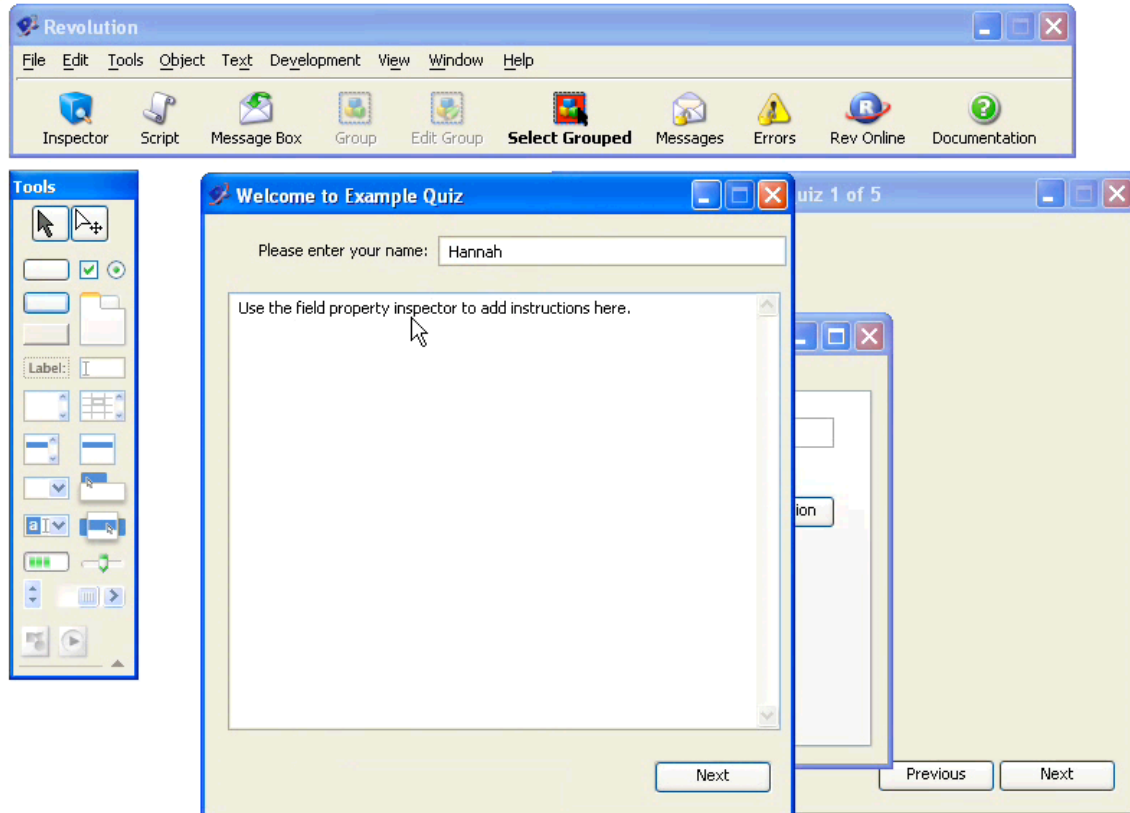 Revolution
File Edit Tools Object Text Development View Window Help
Inspector Script Message Box Group Edit Group Select Grouped Messages Errors Rev Online Documentation
Tools
Label:
a
Welcome to Example Quiz
uiz 1 of 5
Please enter your name: Hannah
Use the field property inspector to add instructions here.
ion
Next
Previous Next